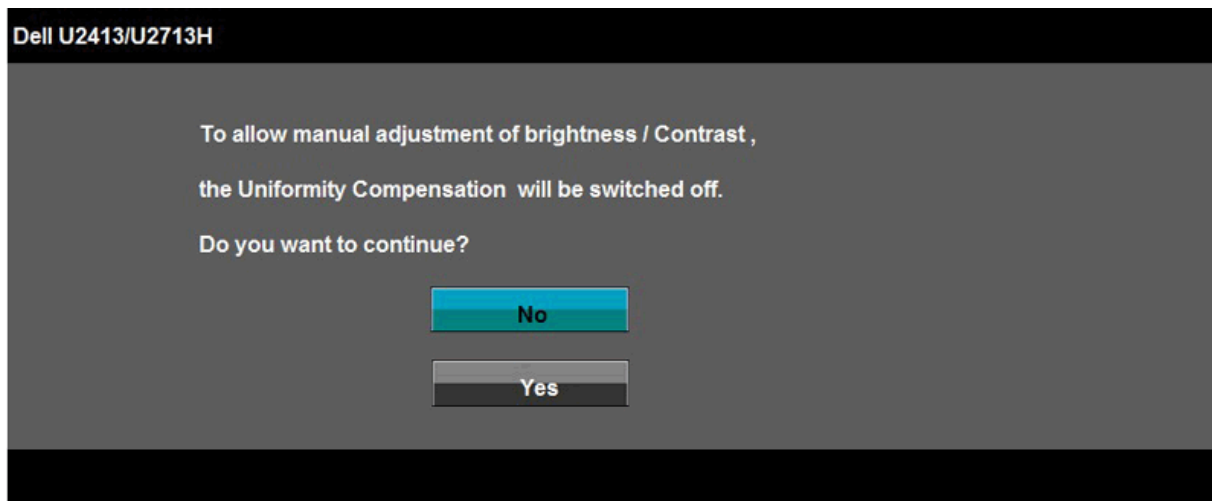 Dell U2413/U2713H
To allow manual adjustment of brightness / Contrast ,
the Uniformity Compensation  will be switched off.
Do you want to continue?
No
Yes